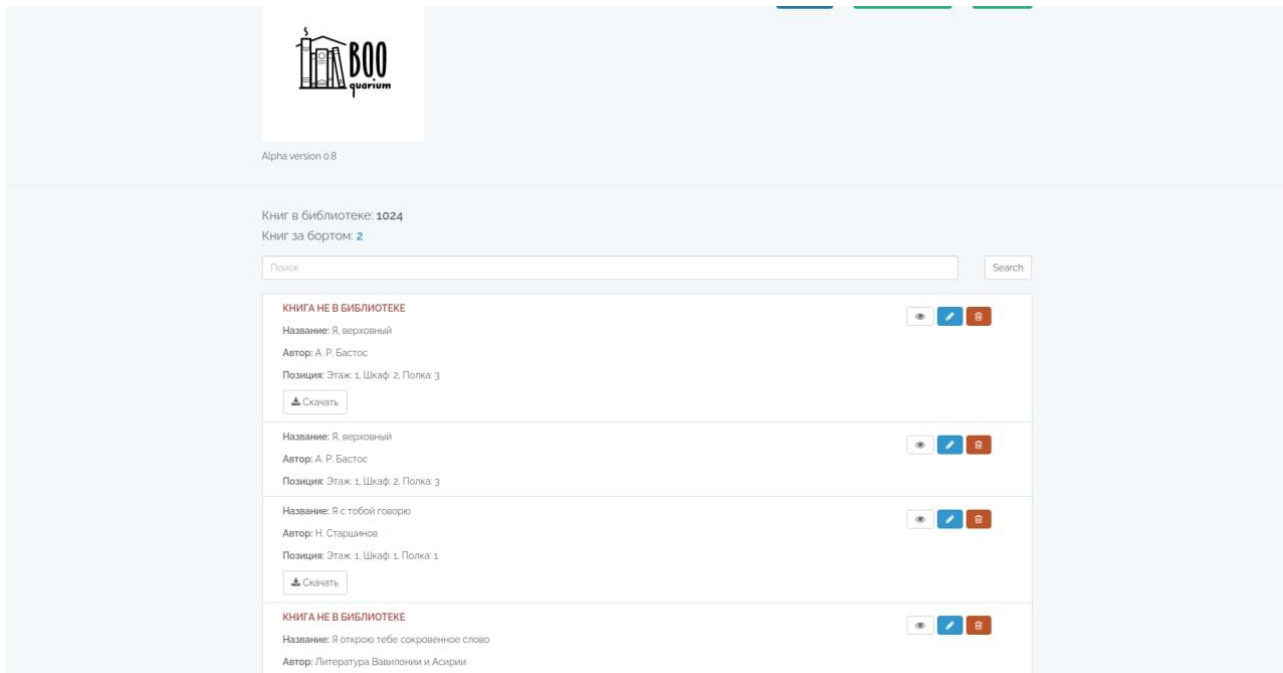 BOO
quarium
Alpha version 0.8
Книг в библиотеке: 1024
Книг за бортом: 2
Поиск
Search
КНИГА НЕ В БИБЛИОТЕКЕ
Название: Я, верховный
Автор: А. Р. Бастос
Позиция: Этаж: 1, Шкаф: 2, Полка: 3
Скачать
Название: Я, верховный
Автор: А. Р. Бастос
Позиция: Этаж: 1, Шкаф: 2, Полка: 3
Название: Я с тобой говорю
Автор: Н. Старшинов
Позиция: Этаж: 1, Шкаф: 1, Полка: 1
Скачать
КНИГА НЕ В БИБЛИОТЕКЕ
Название: Я открою тебе сокровенное слово
Автор: Литература Вавилонии и Асирии